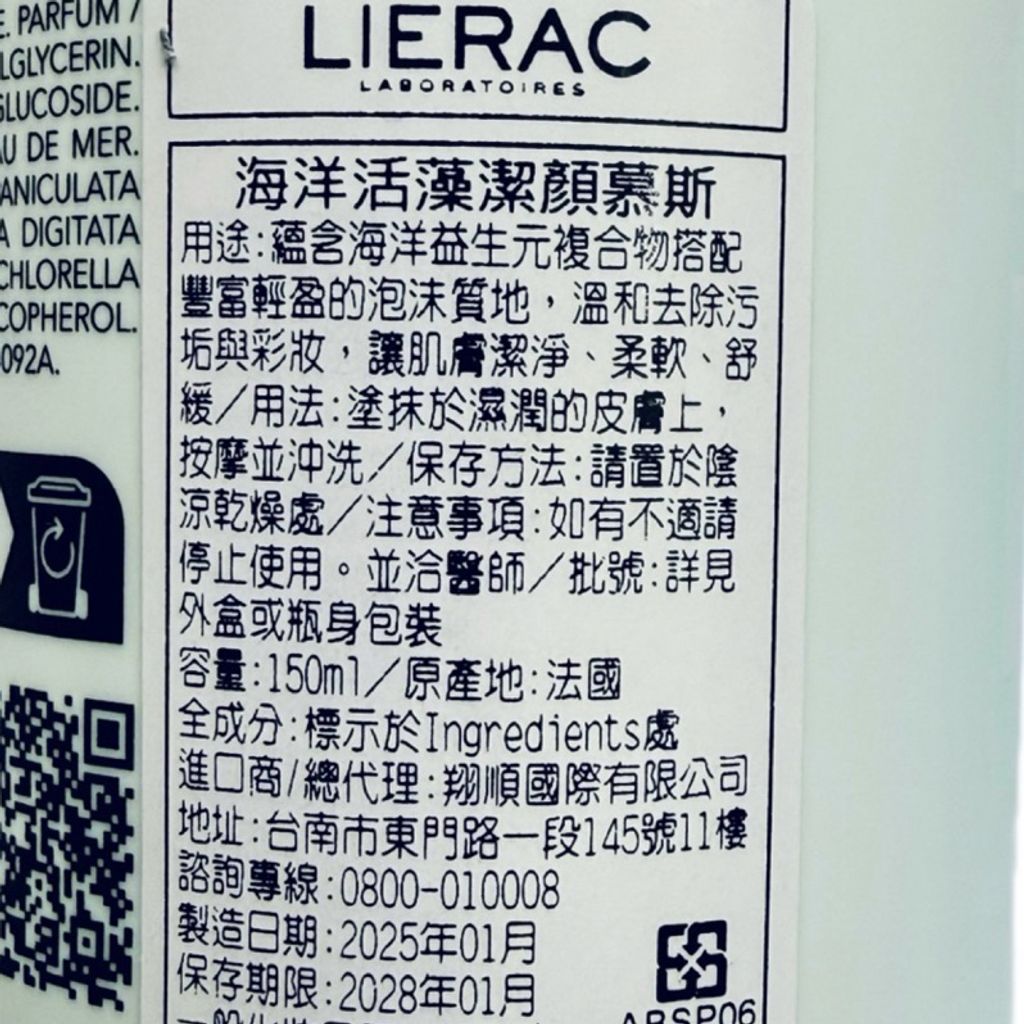 PARFUM /
GLYCERIN.
GLUCOSIDE.
DE MER.
ANICULATA
DIGITATA
CHLORELLA
COPHEROL.
092A.
LIERAC
LABORATOIRES
海洋活藻潔顏慕斯
用途:蘊含海洋益生元複合物搭配
豐富輕盈的泡沫質地，溫和去除污
垢與彩妝，讓肌膚潔淨、柔軟、舒
緩／用法:塗抹於濕潤的皮膚上，
按摩並沖洗／保存方法:請置於陰
涼乾燥處／注意事項:如有不適請
停止使用。並洽醫師／批號:詳見
外盒或瓶身包裝
容量:150ml／原產地:法國
全成分:標示於Ingredients處
進口商/總代理:翔順國際有限公司
地址:台南市東門路一段145號11樓
諮詢專線:0800-010008
製造日期:2025年01月
保存期限:2028年01月
ABSP06